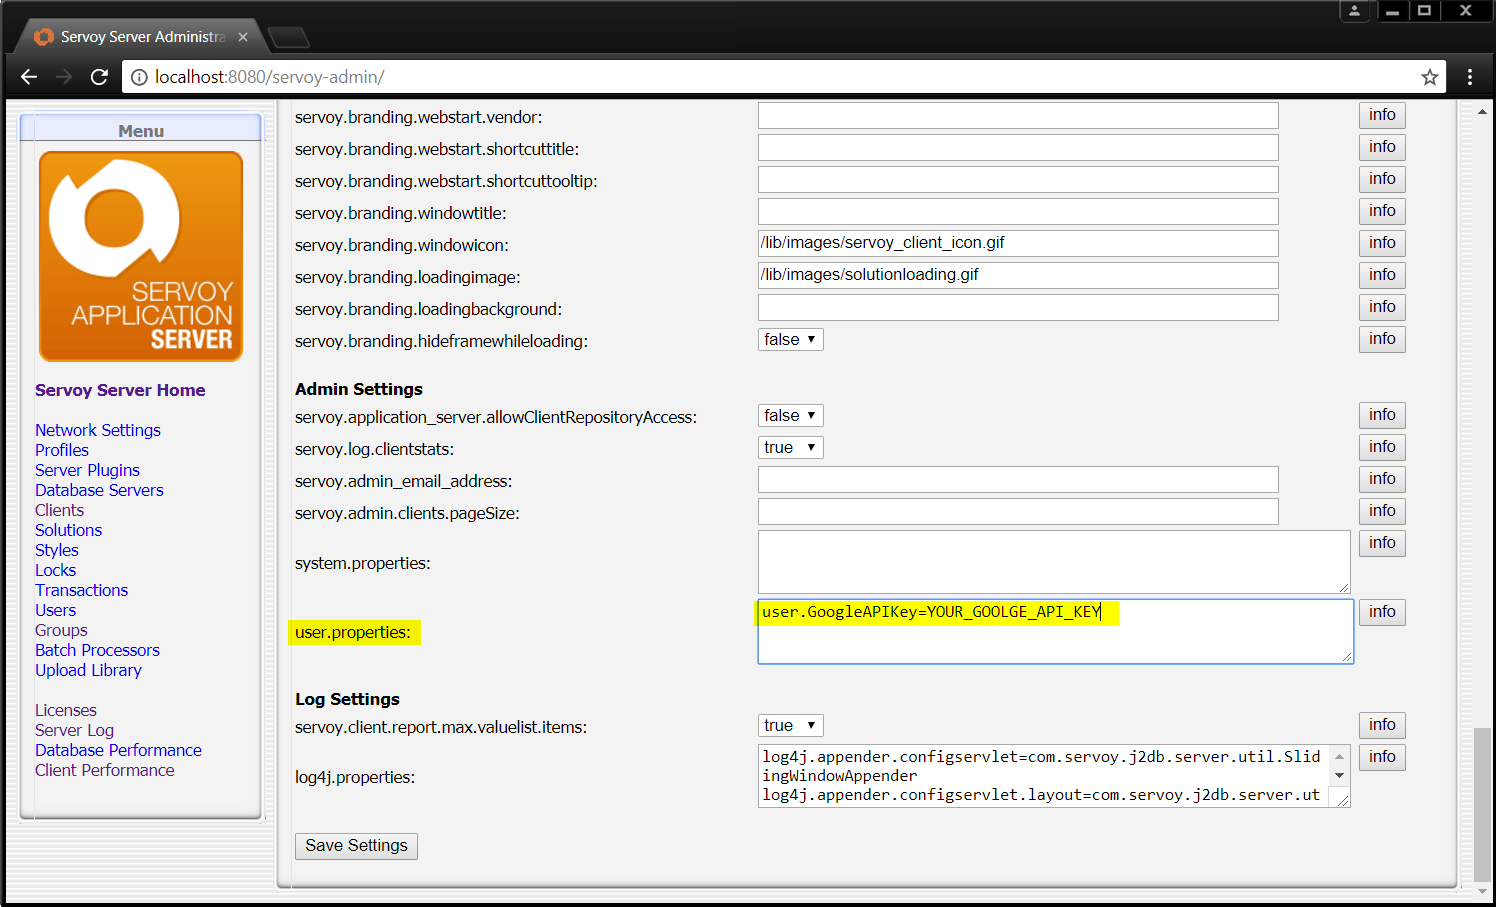 Servoy Server Administra
localhost:8080/servoy-admin/
Menu
SERVOY
APPLICATION
SERVER
Servoy Server Home
Network Settings
Profiles
Server Plugins
Database Servers
Clients
Solutions
Styles
Locks
Transactions
Users
Groups
Batch Processors
Upload Library
Licenses
Server Log
Database Performance
Client Performance
servoy.branding.webstart.vendor: info
servoy.branding.webstart.shortcuttitle: info
servoy.branding.webstart.shortcuttooltip: info
servoy.branding.windowtitle: info
servoy.branding.windowicon: /lib/images/servoy_client_icon.gif info
servoy.branding.loadingimage: /lib/images/solutionloading.gif info
servoy.branding.loadingbackground: info
servoy.branding.hideframewhileloading: false info
Admin Settings
servoy.application_server.allowClientRepositoryAccess: false info
servoy.log.clientstats: true info
servoy.admin_email_address: info
servoy.admin.clients.pageSize: info
system.properties: info
user.properties: user.GoogleAPIKey=YOUR_GOOLGE_API_KEY info
Log Settings
servoy.client.report.max.valuelist.items: true info
log4j.properties: log4j.appender.configservlet=com.servoy.j2db.server.util.Slid info
ingWindowAppender
log4j.appender.configservlet.layout=com.servoy.j2db.server.ut
Save Settings